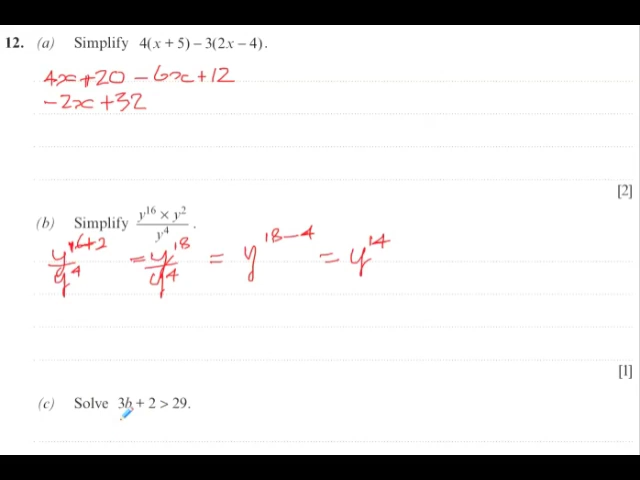 12. (a) Simplify 4(x + 5) – 3(2x – 4).
4x+20 – 6x+12
–2x+32
[2]
(b) Simplify y¹⁶ × y² / y⁴ .
y¹⁶⁺² / y⁴ = y¹⁸ / y⁴ = y¹⁸⁻⁴ = y¹⁴
[1]
(c) Solve 3h + 2 > 29.